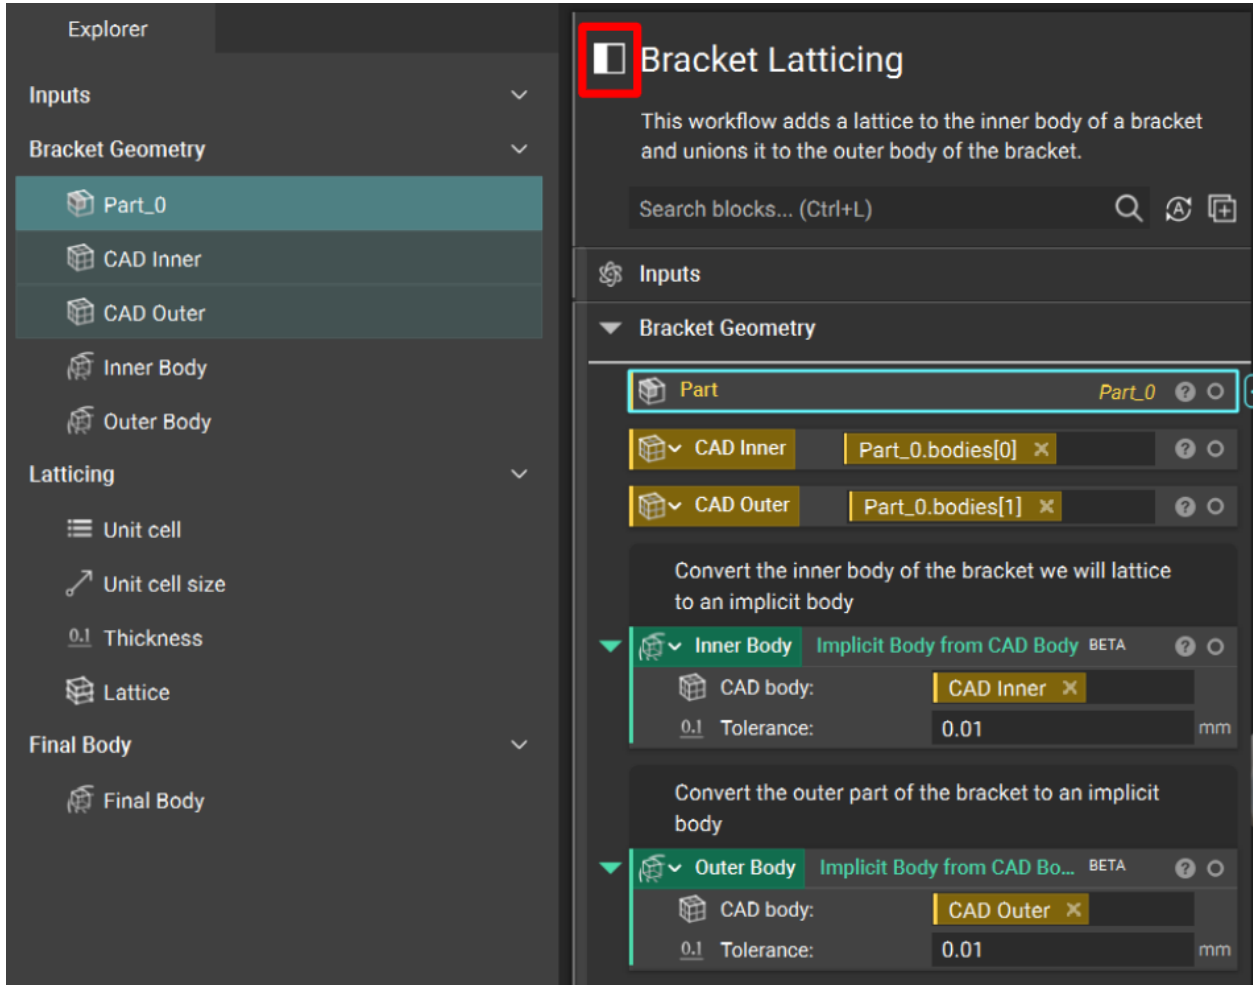 Explorer
Inputs
Bracket Geometry
Part_0
CAD Inner
CAD Outer
Inner Body
Outer Body
Latticing
Unit cell
Unit cell size
0.1 Thickness
Lattice
Final Body
Final Body
Bracket Latticing
This workflow adds a lattice to the inner body of a bracket
and unions it to the outer body of the bracket.
Search blocks... (Ctrl+L)
A
Inputs
Bracket Geometry
Part Part_0 ?
CAD Inner Part_0.bodies[0] ?
CAD Outer Part_0.bodies[1] ?
Convert the inner body of the bracket we will lattice
to an implicit body
Inner Body Implicit Body from CAD Body BETA ?
CAD body: CAD Inner
0.1 Tolerance: 0.01 mm
Convert the outer part of the bracket to an implicit
body
Outer Body Implicit Body from CAD Bo... BETA ?
CAD body: CAD Outer
0.1 Tolerance: 0.01 mm